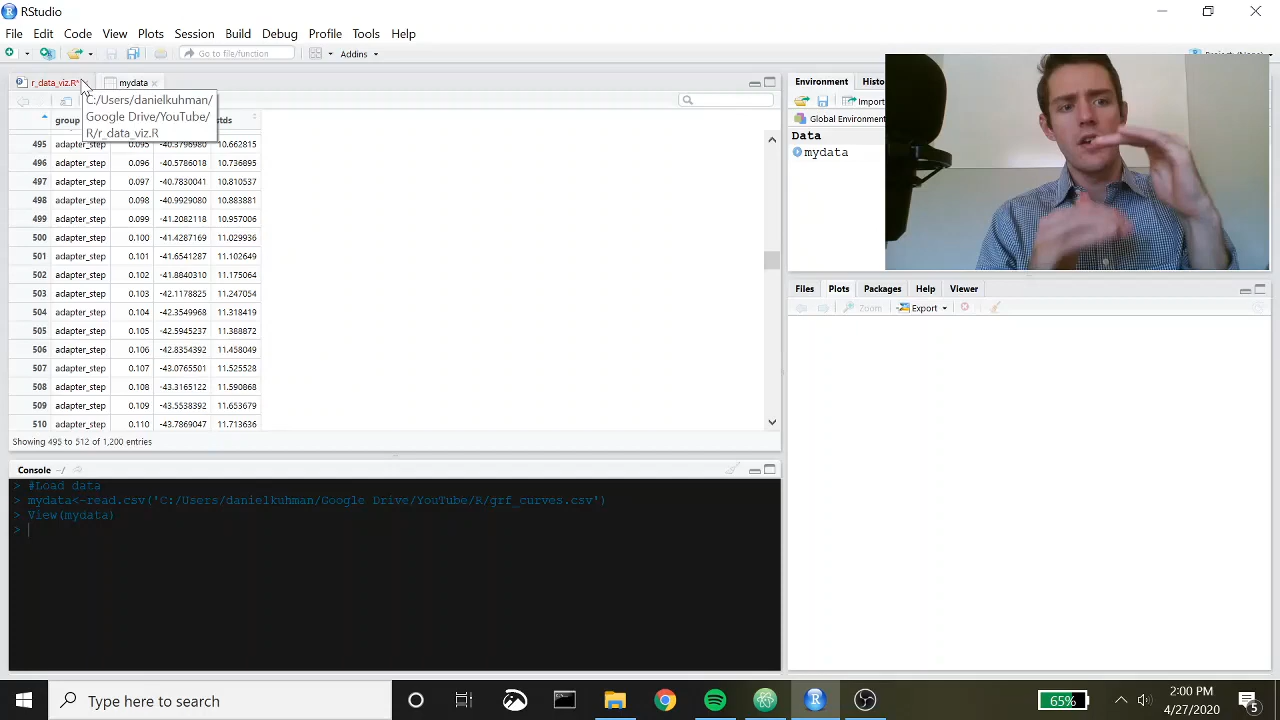 RStudio
File Edit Code View Plots Session Build Debug Profile Tools Help
Go to file/function
Addins
r_data_viz.R*
mydata
C:/Users/danielkuhman/
Google Drive/YouTube/
R/r_data_viz.R
group
495 adapter_step 0.095 -40.3796980 10.662815
496 adapter_step 0.096 -40.5786018 10.736895
497 adapter_step 0.097 -40.7830041 10.810537
498 adapter_step 0.098 -40.9929080 10.883881
499 adapter_step 0.099 -41.2082118 10.957006
500 adapter_step 0.100 -41.4287169 11.029936
501 adapter_step 0.101 -41.6541287 11.102649
502 adapter_step 0.102 -41.8840310 11.175064
503 adapter_step 0.103 -42.1178825 11.247054
504 adapter_step 0.104 -42.3549996 11.318419
505 adapter_step 0.105 -42.5945237 11.388872
506 adapter_step 0.106 -42.8354392 11.458049
507 adapter_step 0.107 -43.0765501 11.525528
508 adapter_step 0.108 -43.3165122 11.590868
509 adapter_step 0.109 -43.5538392 11.653679
510 adapter_step 0.110 -43.7869047 11.713636
Showing 495 to 512 of 1,200 entries
Console ~/
> #Load data
> mydata<-read.csv('C:/Users/danielkuhman/Google Drive/YouTube/R/grf_curves.csv')
> View(mydata)
>
Environment Histo
Import
Global Environme
Data
mydata
Files Plots Packages Help Viewer
Zoom Export
Type here to search
65%
2:00 PM
4/27/2020
5